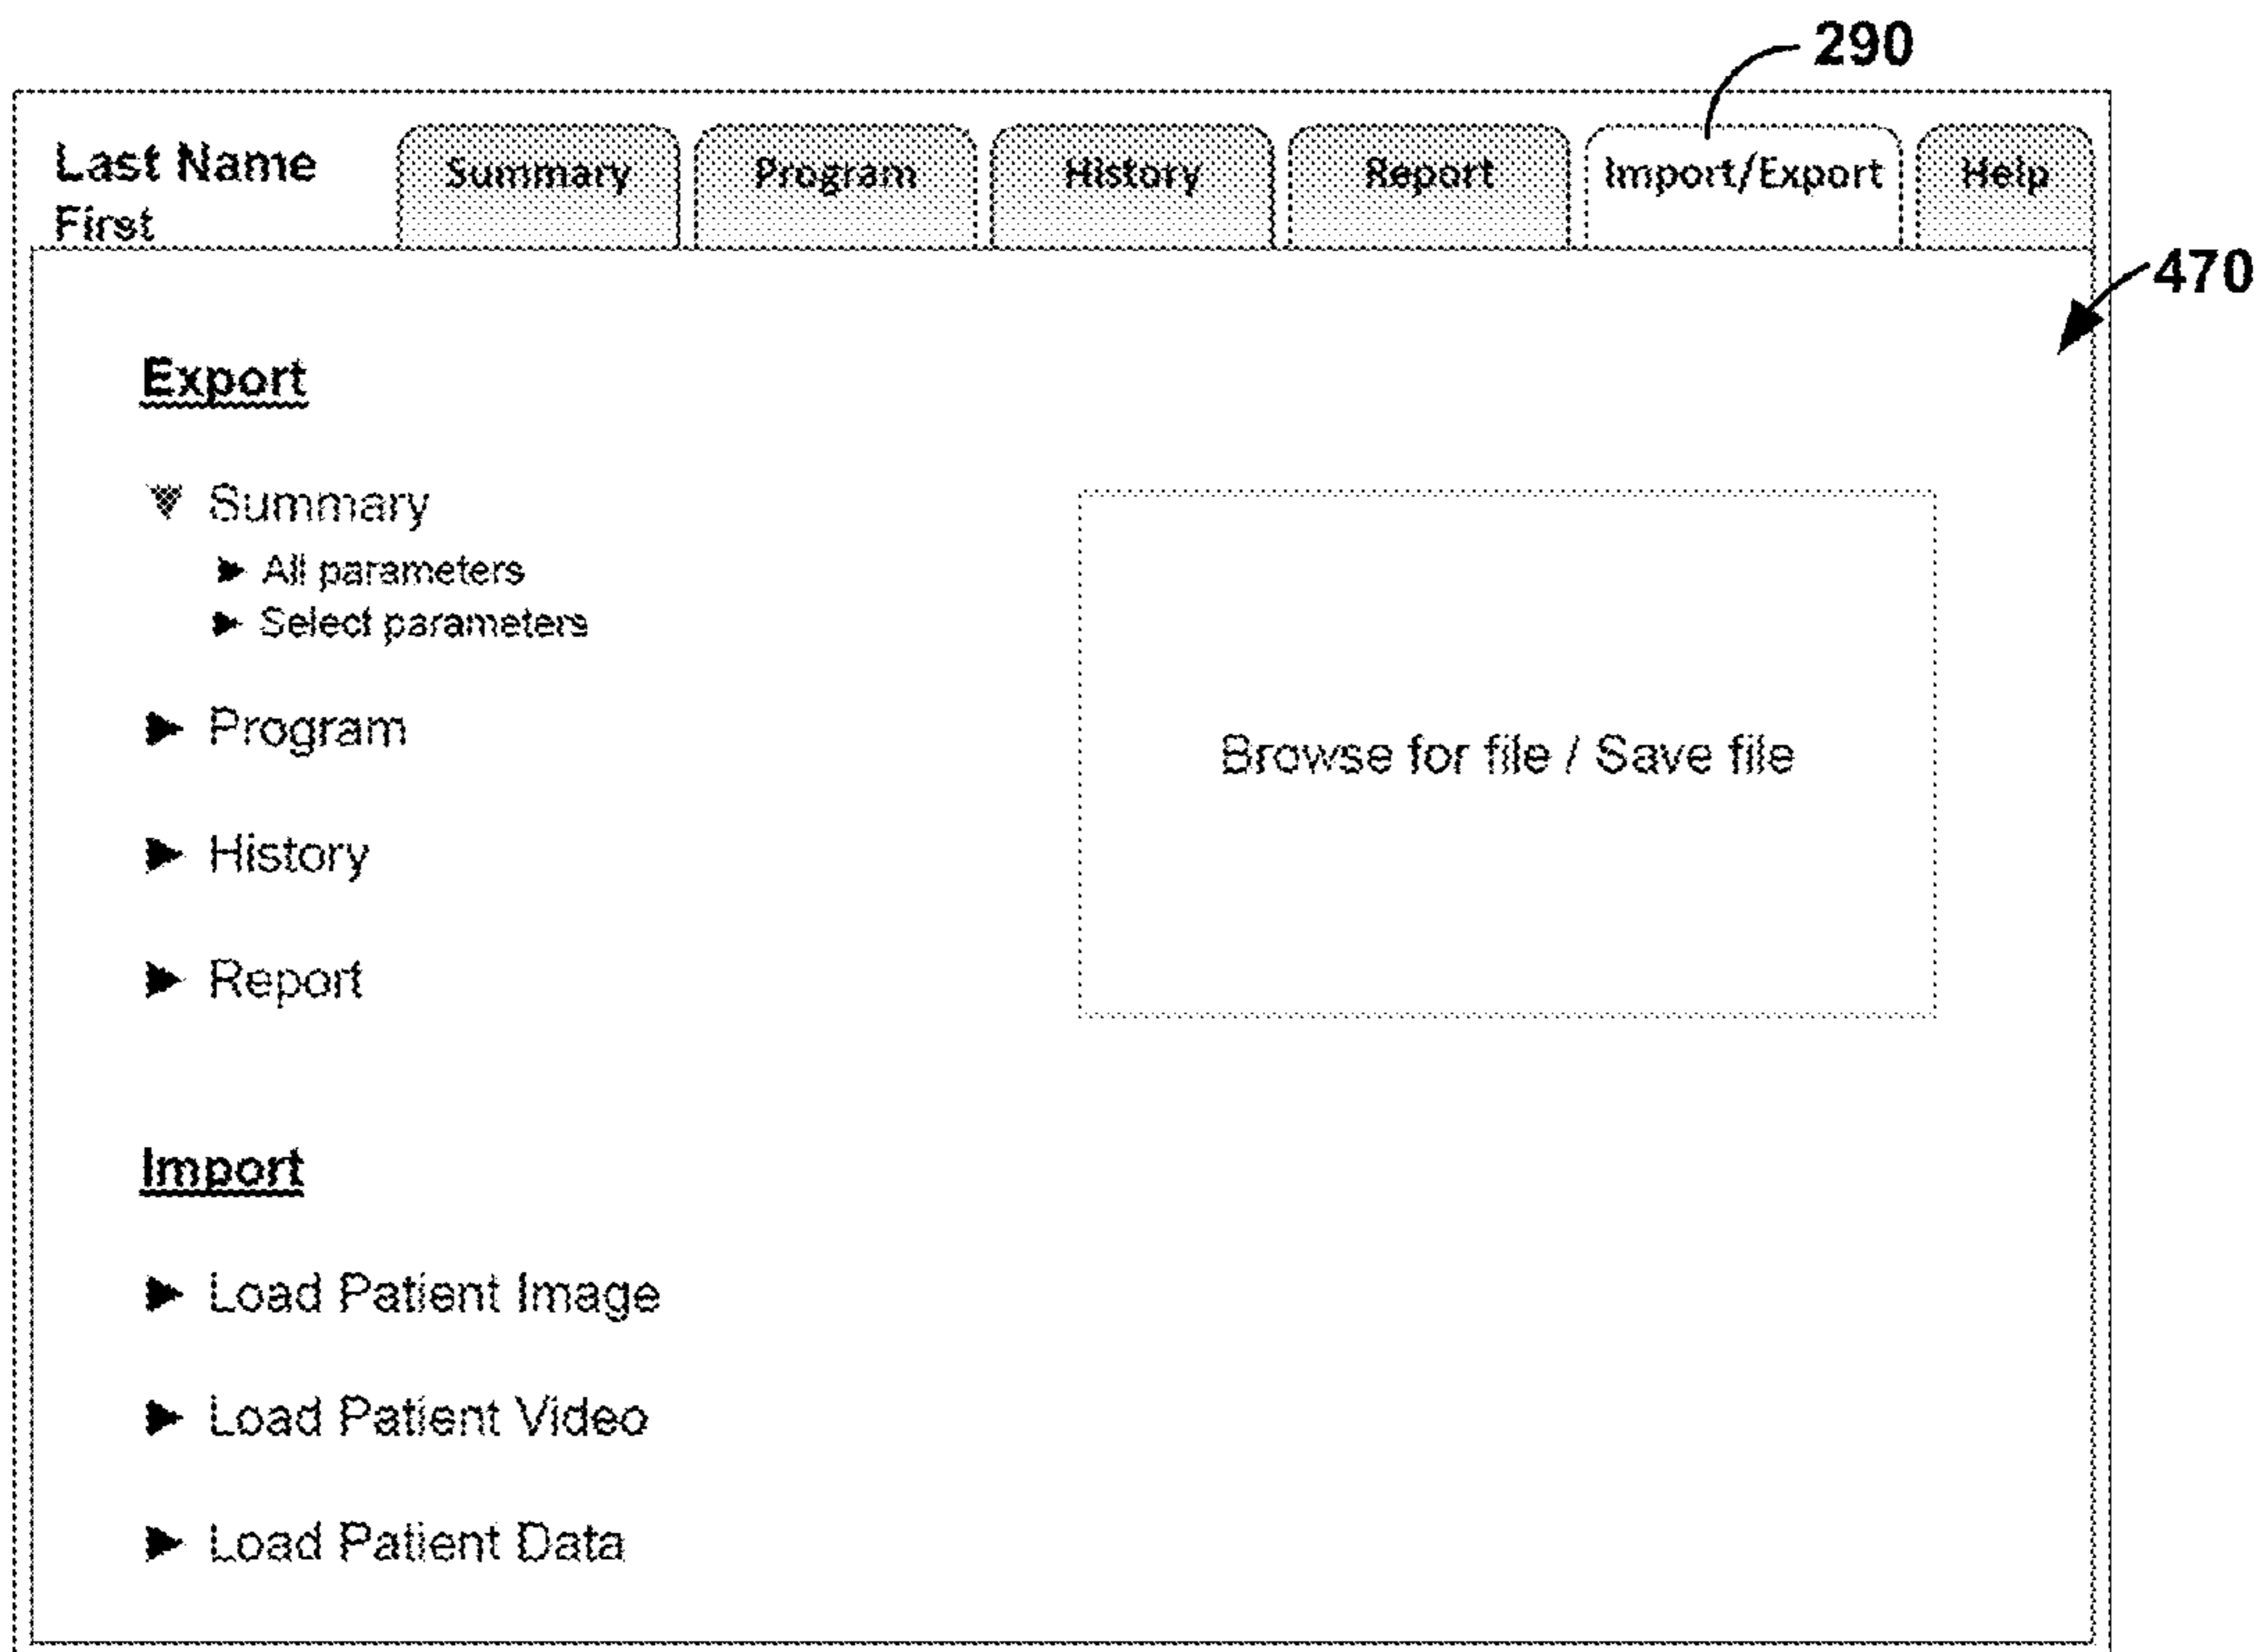 290
Last Name
First
Summary
Program
History
Report
Import/Export
Help
470
Export
Summary
All parameters
Select parameters
Program
History
Report
Browse for file / Save file
Import
Load Patient Image
Load Patient Video
Load Patient Data